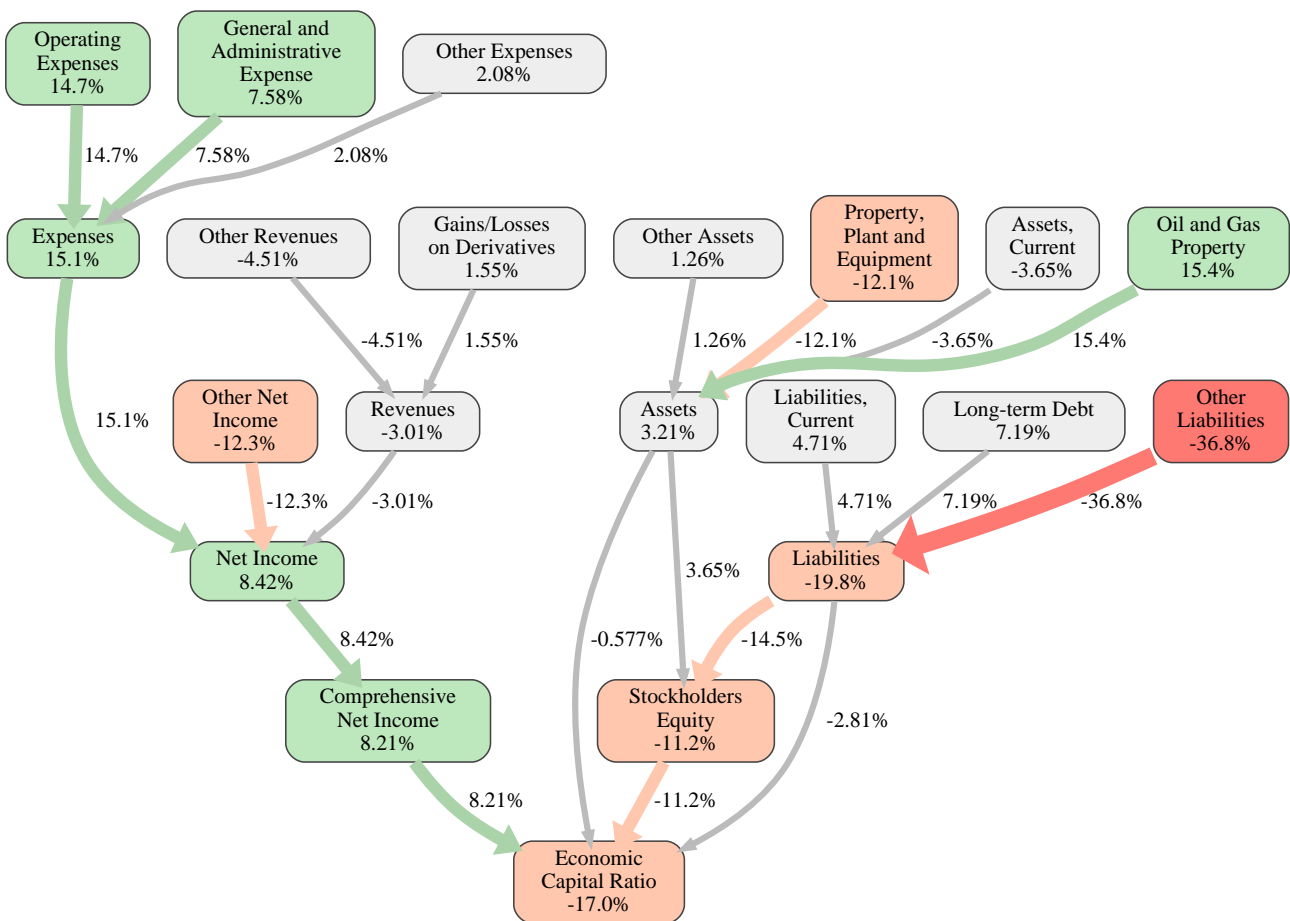 Operating
Expenses
14.7%
General and
Administrative
Expense
7.58%
Other Expenses
2.08%
14.7%
7.58%
2.08%
Expenses
15.1%
Other Revenues
-4.51%
Gains/Losses
on Derivatives
1.55%
Other Assets
1.26%
Property,
Plant and
Equipment
-12.1%
Assets,
Current
-3.65%
Oil and Gas
Property
15.4%
-4.51%
1.55%
1.26%
-12.1%
-3.65%
15.4%
15.1%
Other Net
Income
-12.3%
Revenues
-3.01%
Assets
3.21%
Liabilities,
Current
4.71%
Long-term Debt
7.19%
Other
Liabilities
-36.8%
-12.3%
-3.01%
4.71%
7.19%
-36.8%
Net Income
8.42%
3.65%
Liabilities
-19.8%
8.42%
-0.577%
-14.5%
Comprehensive
Net Income
8.21%
Stockholders
Equity
-11.2%
-2.81%
8.21%
-11.2%
Economic
Capital Ratio
-17.0%